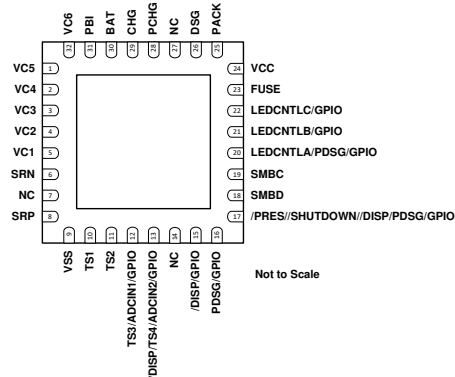 VC6
PBI
BAT
CHG
PCHG
NC
DSG
PACK
32
31
30
29
28
27
26
25
VC5 1
VC4 2
VC3 3
VC2 4
VC1 5
SRN 6
NC 7
SRP 8
24 VCC
23 FUSE
22 LEDCNTLC/GPIO
21 LEDCNTLB/GPIO
20 LEDCNTLA/PDSG/GPIO
19 SMBC
18 SMBD
17 /PRES//SHUTDOWN//DISP/PDSG/GPIO
9
10
11
12
13
14
15
16
VSS
TS1
TS2
TS3/ADCIN1/GPIO
/DISP/TS4/ADCIN2/GPIO
NC
/DISP/GPIO
PDSG/GPIO
Not to Scale